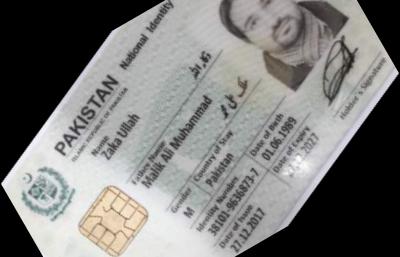 PAKISTAN National Identity
ISLAMIC REPUBLIC OF PAKISTAN
Name
Zaka Ullah
ذکاء اللہ
Father Name
Malik Ali Muhammad
ملک علی محمد
Gender Country of Stay
M Pakistan
Identity Number Date of Birth
38101-9636873-7 01.06.1989
Date of Issue Date of Expiry
27.12.2017 27.12.2027
Holder's Signature